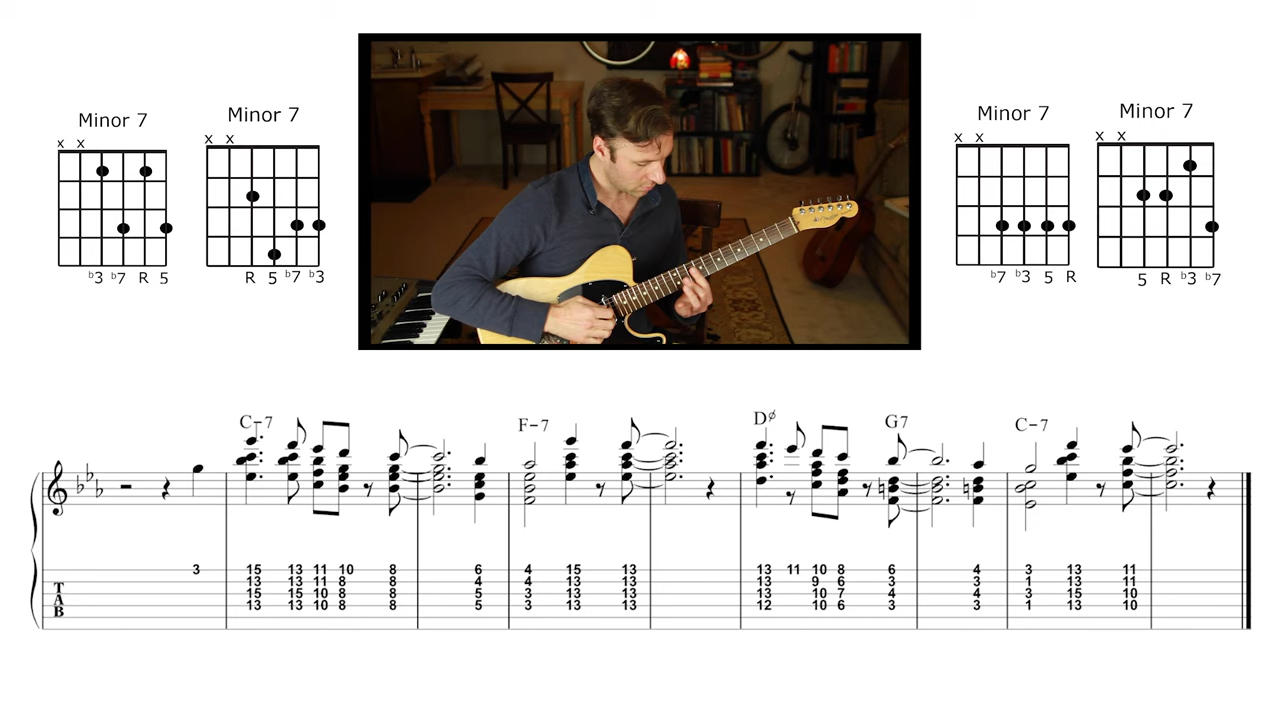 Minor 7
x x
♭3 ♭7 R 5
Minor 7
x x
R 5 ♭7 ♭3
Minor 7
x x
♭7 ♭3 5 R
Minor 7
x x
5 R ♭3 ♭7
C-7 F-7 Dø G7 C-7
3 15 13 11 10 8 6 4 15 13 13 11 10 8 6 4 3 13 11
T 13 13 11 8 8 4 4 13 13 13 9 6 3 3 1 13 11
A 15 15 10 8 8 5 3 13 13 13 10 7 4 4 3 13 11
B 13 13 10 8 8 5 3 13 13 12 10 6 3 3 1 15 10